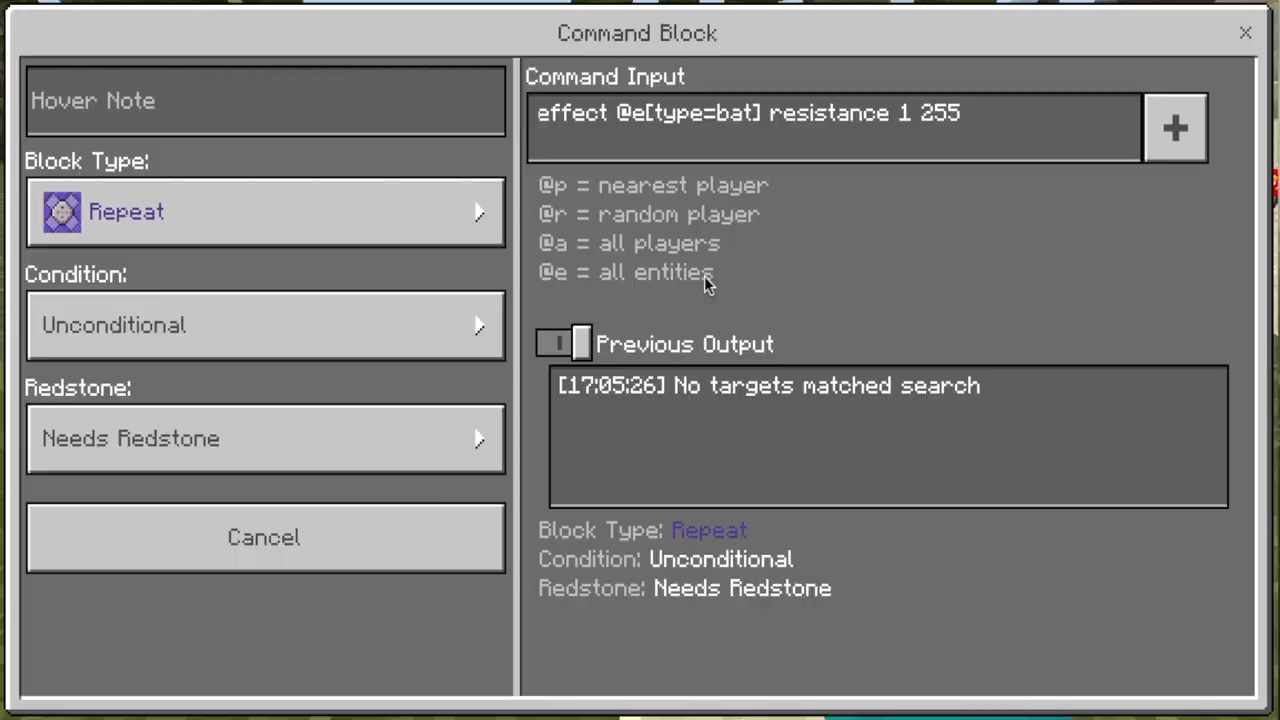 Command Block
Hover Note
Block Type:
Repeat
Condition:
Unconditional
Redstone:
Needs Redstone
Cancel
Command Input
effect @e[type=bat] resistance 1 255
@p = nearest player
@r = random player
@a = all players
@e = all entities
Previous Output
[17:05:26] No targets matched search
Block Type: Repeat
Condition: Unconditional
Redstone: Needs Redstone